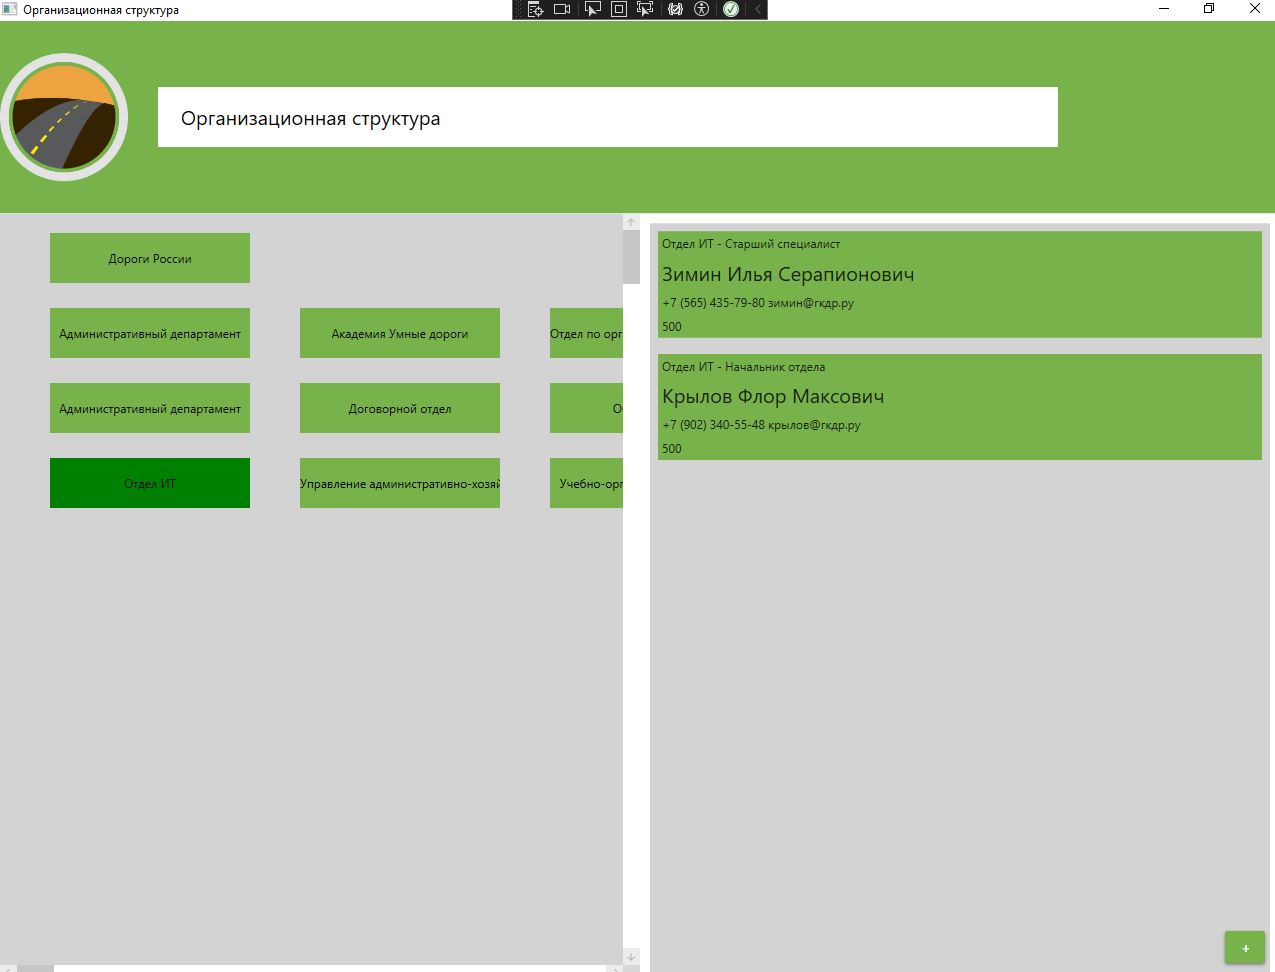 Организационная структура
Организационная структура
Дороги России
Административный департамент
Академия Умные дороги
Отдел по орг
Административный департамент
Договорной отдел
О
Отдел ИТ
Управление административно-хозяй
Учебно-орг
Отдел ИТ - Старший специалист
Зимин Илья Серапионович
+7 (565) 435-79-80 зимин@гкдр.ру
500
Отдел ИТ - Начальник отдела
Крылов Флор Максович
+7 (902) 340-55-48 крылов@гкдр.ру
500
+